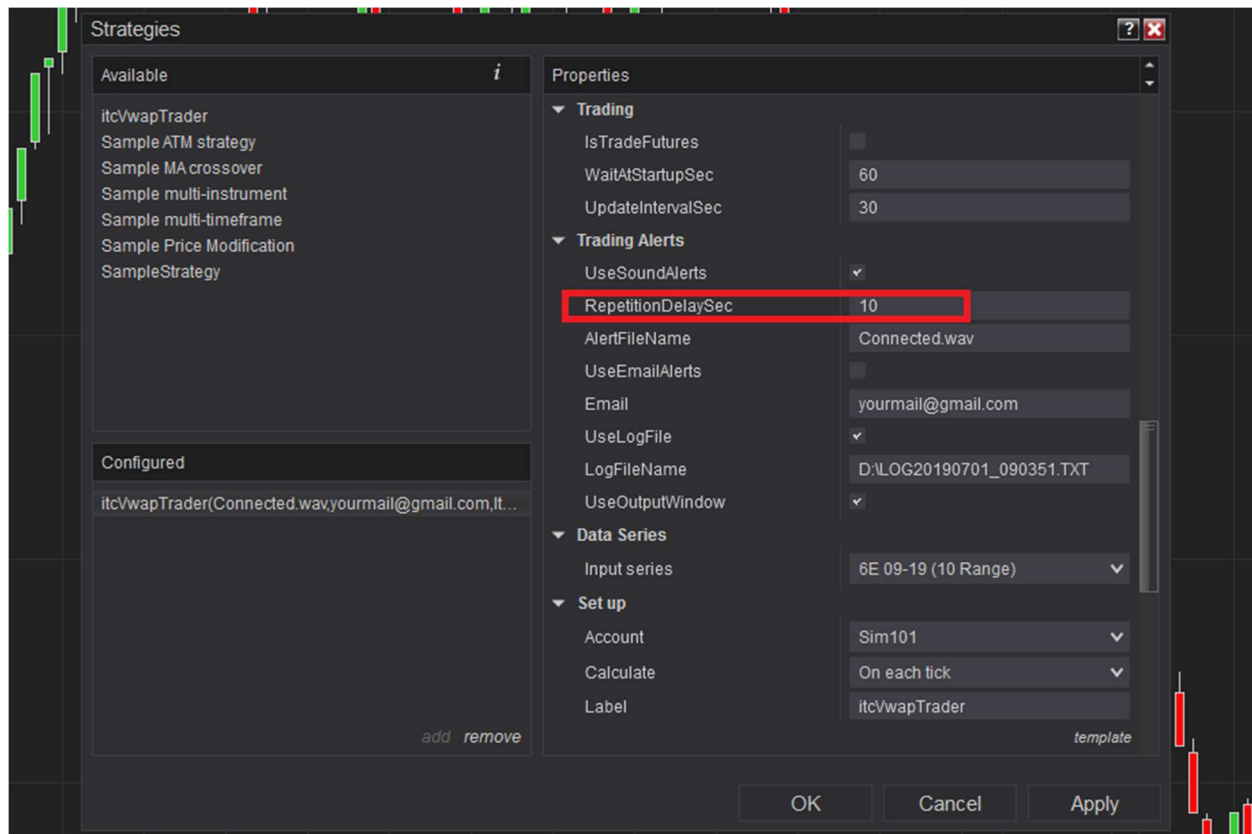 Strategies
?
Available
i
itcVwapTrader
Sample ATM strategy
Sample MA crossover
Sample multi-instrument
Sample multi-timeframe
Sample Price Modification
SampleStrategy
Configured
itcVwapTrader(Connected.wav,yourmail@gmail.com,It...
add remove
Properties
Trading
IsTradeFutures
WaitAtStartupSec 60
UpdateIntervalSec 30
Trading Alerts
UseSoundAlerts
RepetitionDelaySec 10
AlertFileName Connected.wav
UseEmailAlerts
Email yourmail@gmail.com
UseLogFile
LogFileName D:\LOG20190701_090351.TXT
UseOutputWindow
Data Series
Input series 6E 09-19 (10 Range)
Set up
Account Sim101
Calculate On each tick
Label itcVwapTrader
template
OK Cancel Apply